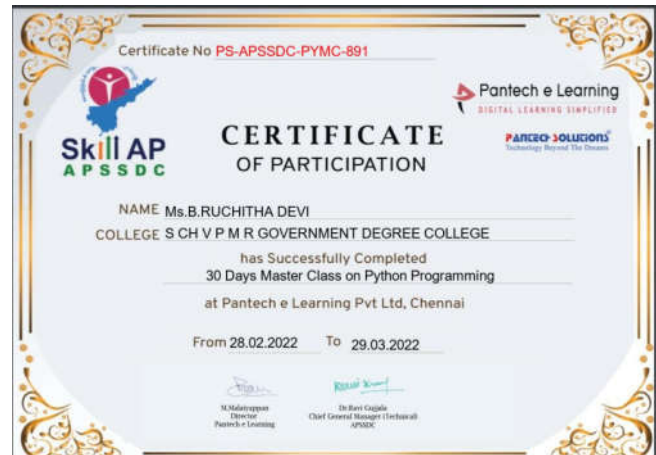 Certificate No PS-APSSDC-PYMC-891
Skill AP
APSSDC
Pantech e Learning
DIGITAL LEARNING SIMPLIFIED
PANTECH SOLUTIONS
Technology Beyond The Dreams
CERTIFICATE
OF PARTICIPATION
NAME Ms.B.RUCHITHA DEVI
COLLEGE S CH V P M R GOVERNMENT DEGREE COLLEGE
has Successfully Completed
30 Days Master Class on Python Programming
at Pantech e Learning Pvt Ltd, Chennai
From 28.02.2022 To 29.03.2022
M.Malaiyappan
Director
Pantech e Learning
Dr.Ravi Gujjula
Chief General Manager (Technical)
APSSDC